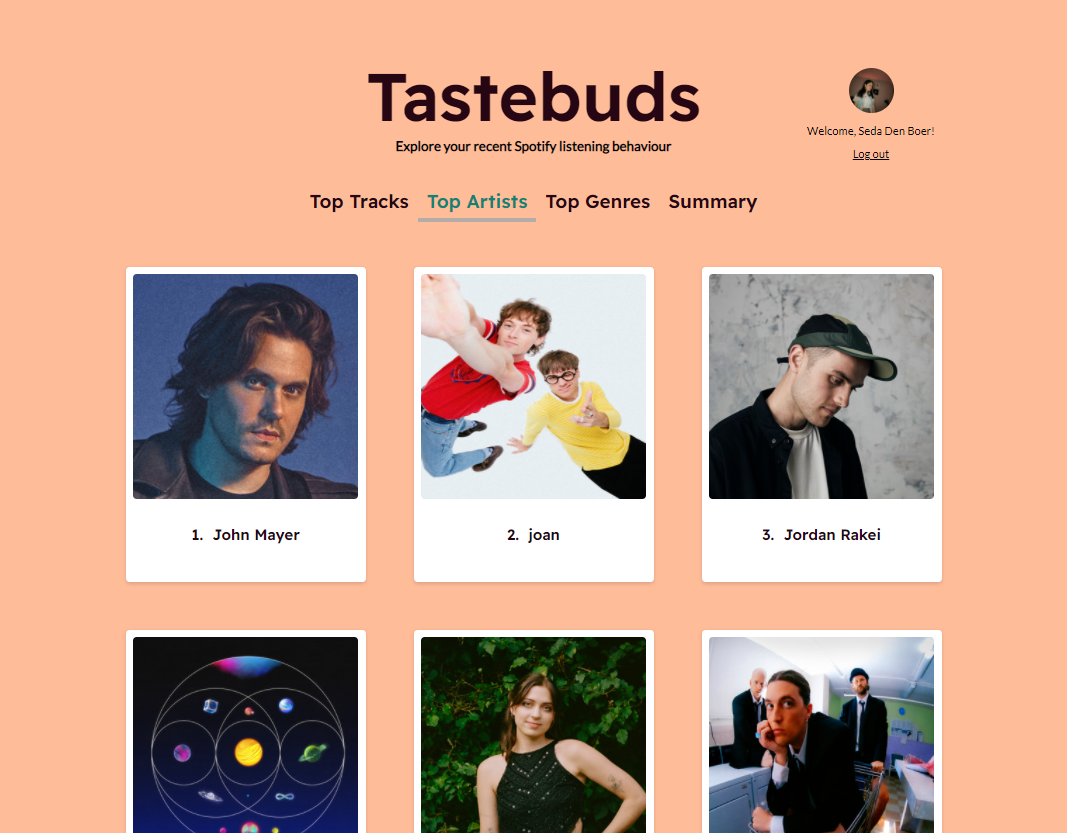 Tastebuds
Explore your recent Spotify listening behaviour
Welcome, Seda Den Boer!
Log out
Top Tracks Top Artists Top Genres Summary
1. John Mayer
2. joan
3. Jordan Rakei